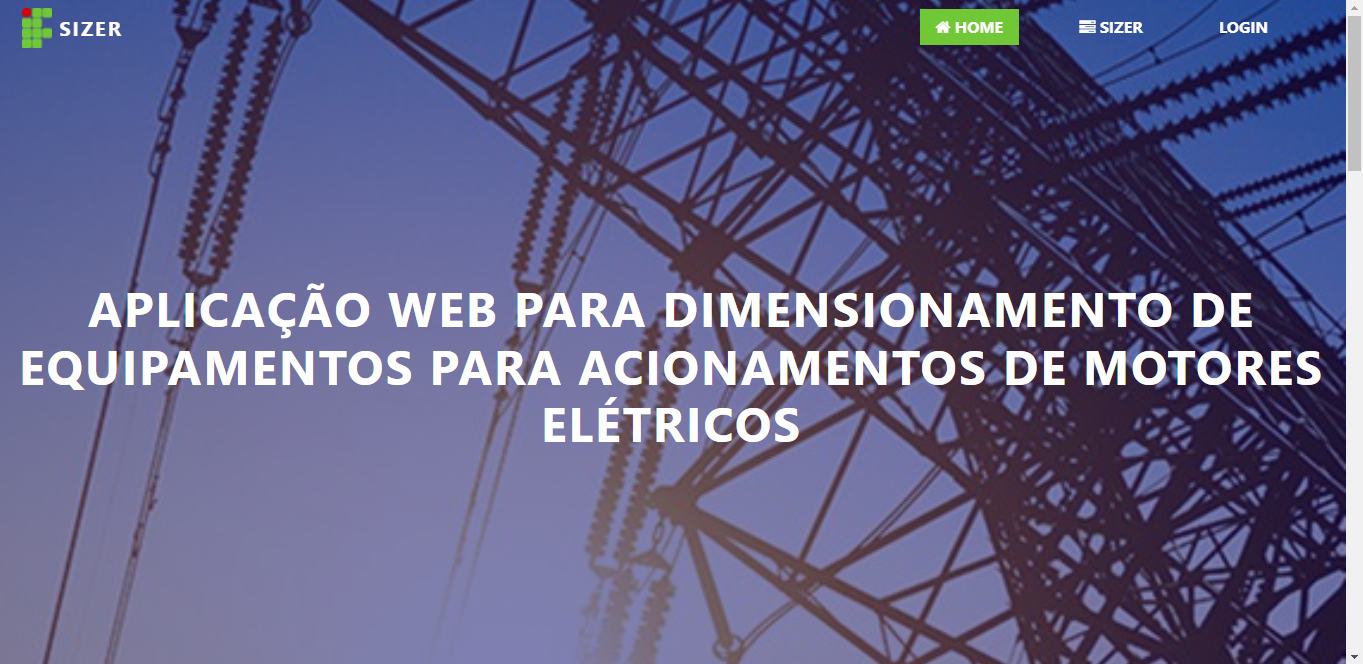 SIZER
HOME
SIZER
LOGIN
APLICAÇÃO WEB PARA DIMENSIONAMENTO DE
EQUIPAMENTOS PARA ACIONAMENTOS DE MOTORES
ELÉTRICOS